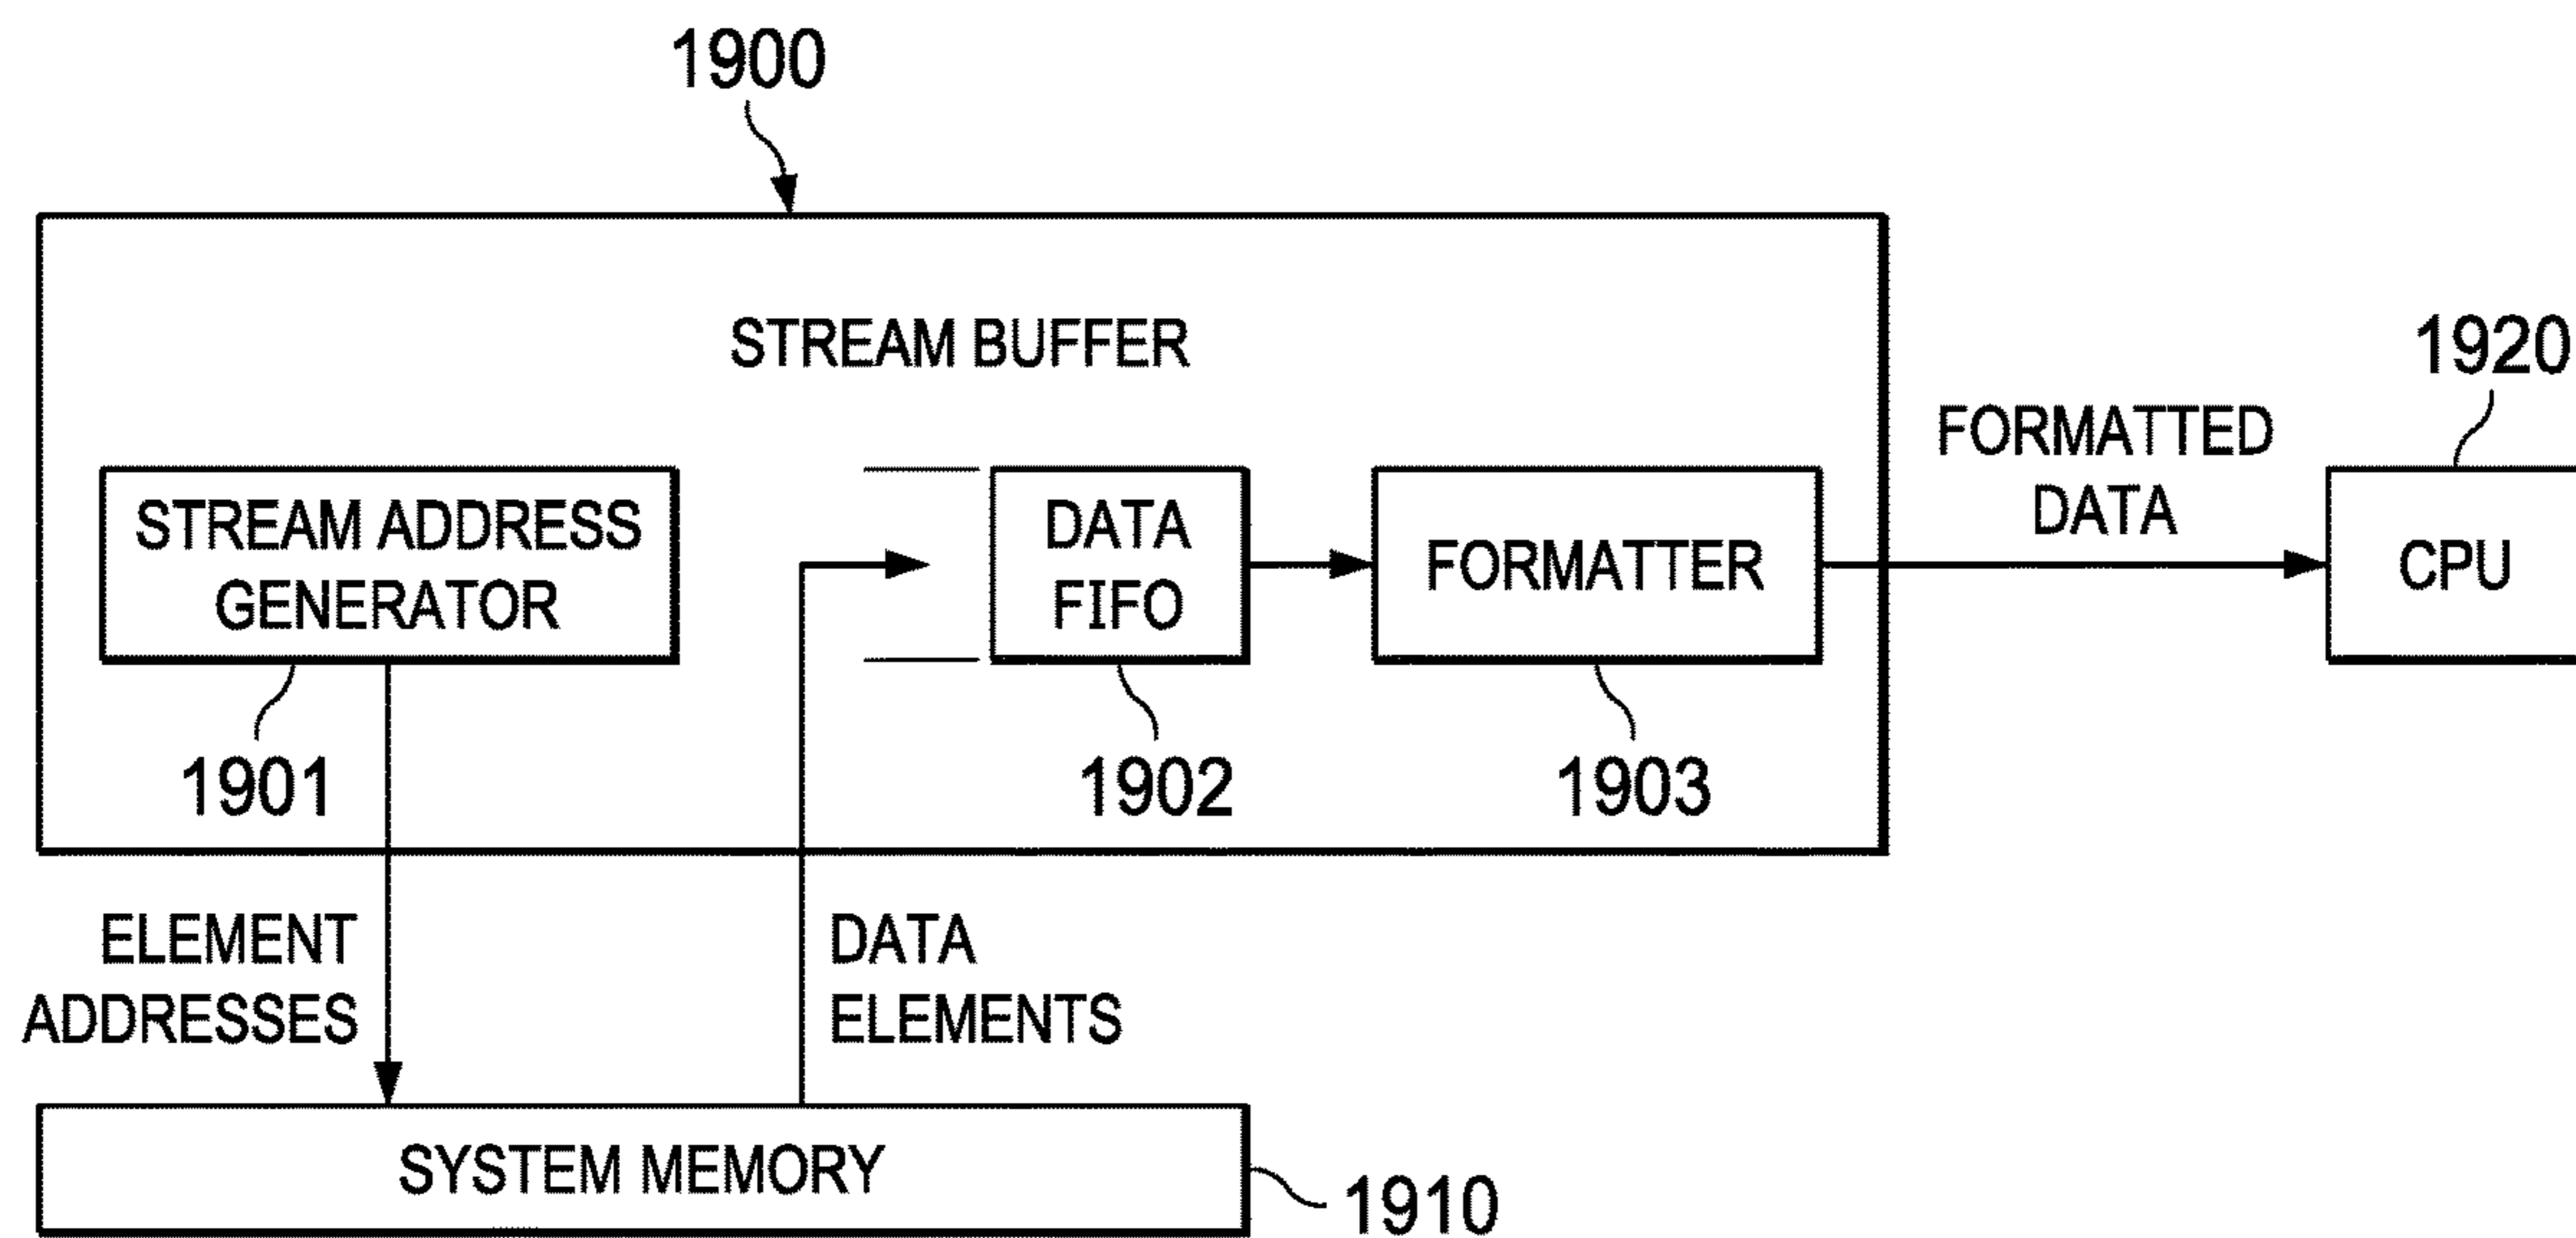 1900
STREAM BUFFER
1920
FORMATTED
DATA
STREAM ADDRESS
GENERATOR
DATA
FIFO
FORMATTER
CPU
1901
1902
1903
ELEMENT
ADDRESSES
DATA
ELEMENTS
SYSTEM MEMORY
1910